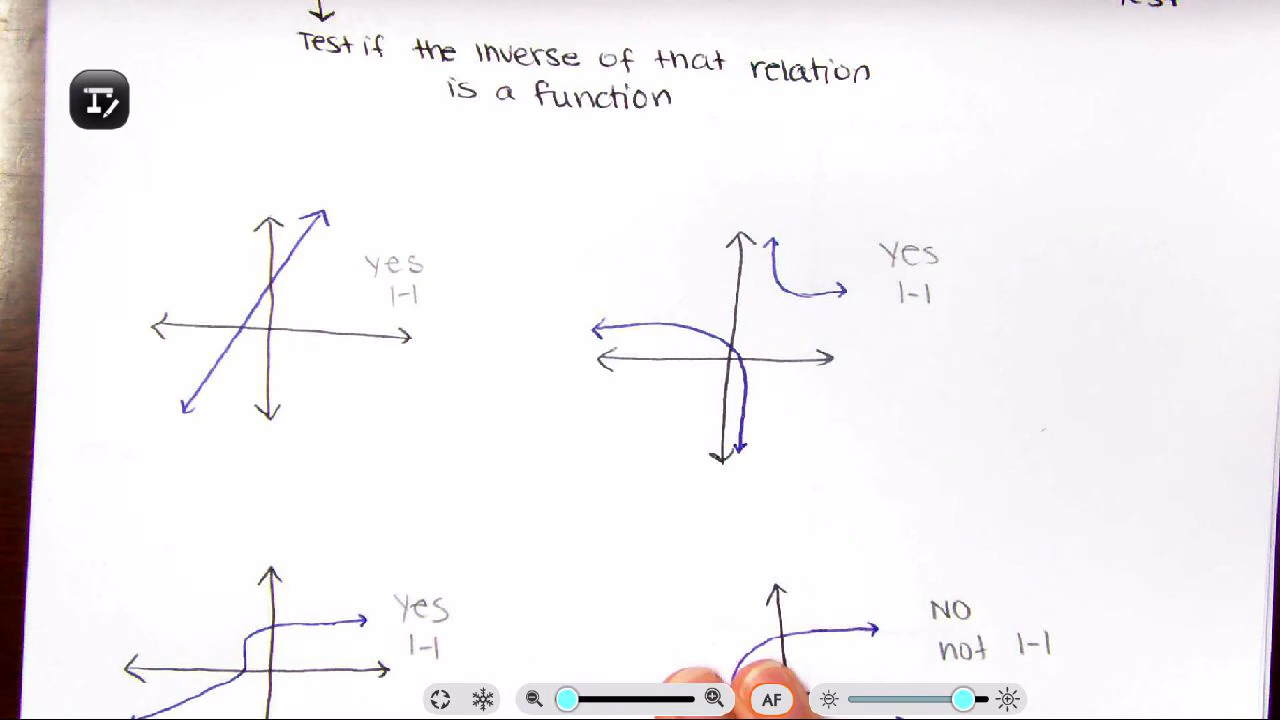 Test
Test if the inverse of that relation
is a function
yes
1-1
yes
1-1
yes
1-1
NO
not 1-1
AF